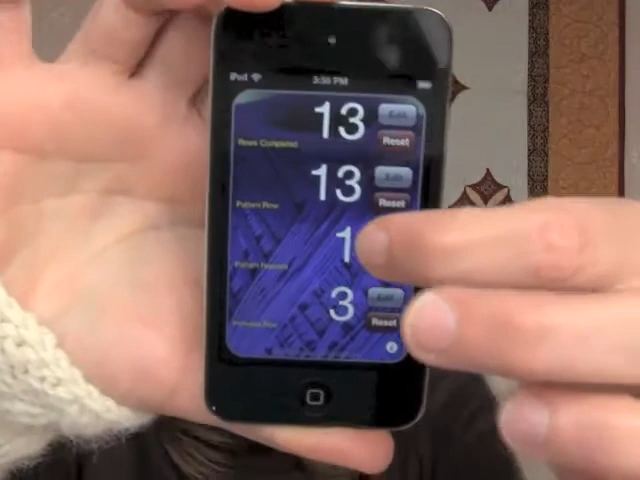 iPod 3:58 PM
13 Edit
Rows Completed Reset
13 Edit
Pattern Row Reset
1
Pattern Repeats
3 Edit
Reset